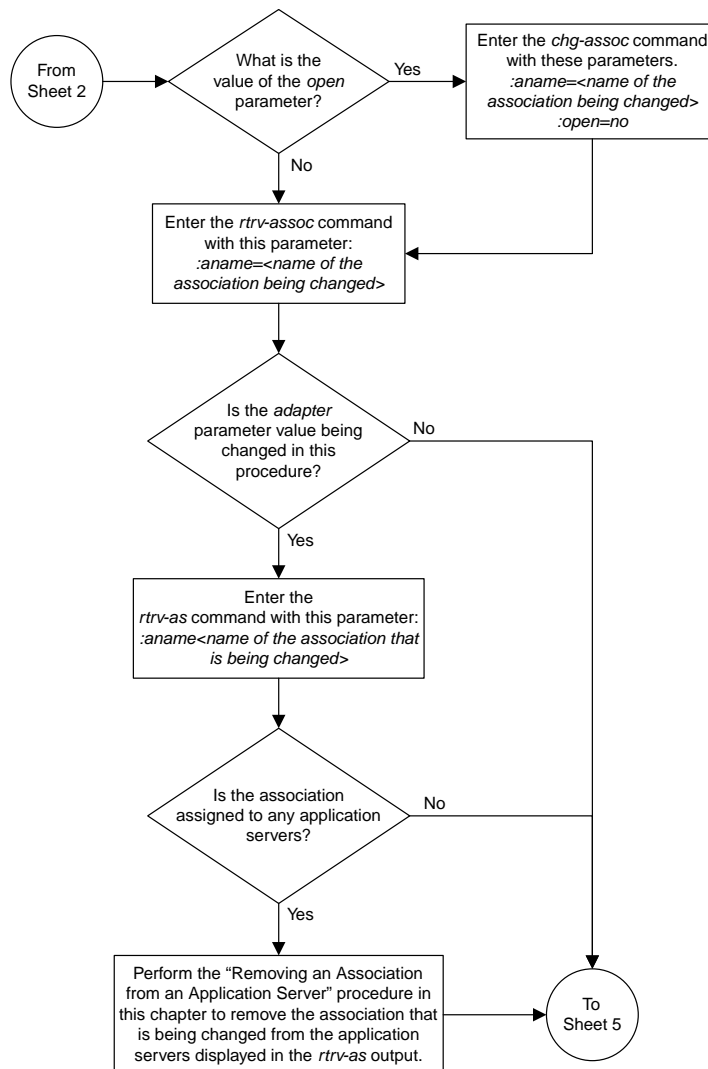 From
Sheet 2
What is the
value of the open
parameter?
Yes
Enter the chg-assoc command
with these parameters.
:aname=<name of the
association being changed>
:open=no
No
Enter the rtrv-assoc command
with this parameter:
:aname=<name of the
association being changed>
Is the adapter
parameter value being
changed in this
procedure?
No
Yes
Enter the
rtrv-as command with this parameter:
:aname<name of the association that
is being changed>
Is the association
assigned to any application
servers?
No
Yes
Perform the “Removing an Association
from an Application Server” procedure in
this chapter to remove the association that
is being changed from the application
servers displayed in the rtrv-as output.
To
Sheet 5